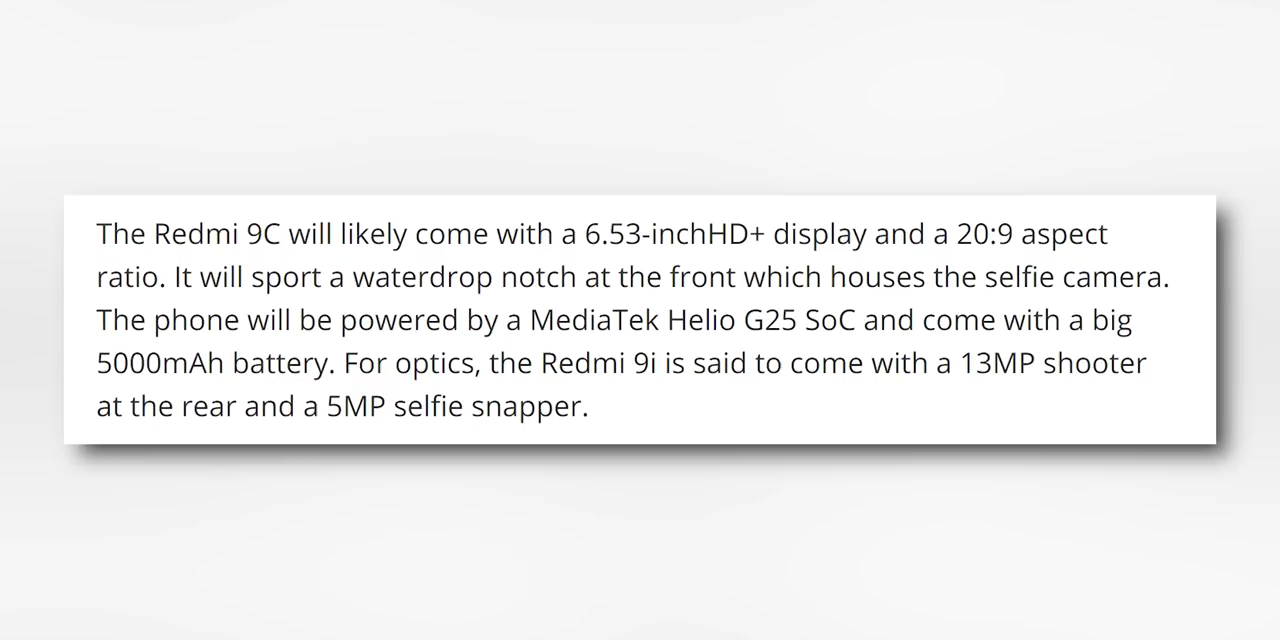 The Redmi 9C will likely come with a 6.53-inchHD+ display and a 20:9 aspect
ratio. It will sport a waterdrop notch at the front which houses the selfie camera.
The phone will be powered by a MediaTek Helio G25 SoC and come with a big
5000mAh battery. For optics, the Redmi 9i is said to come with a 13MP shooter
at the rear and a 5MP selfie snapper.